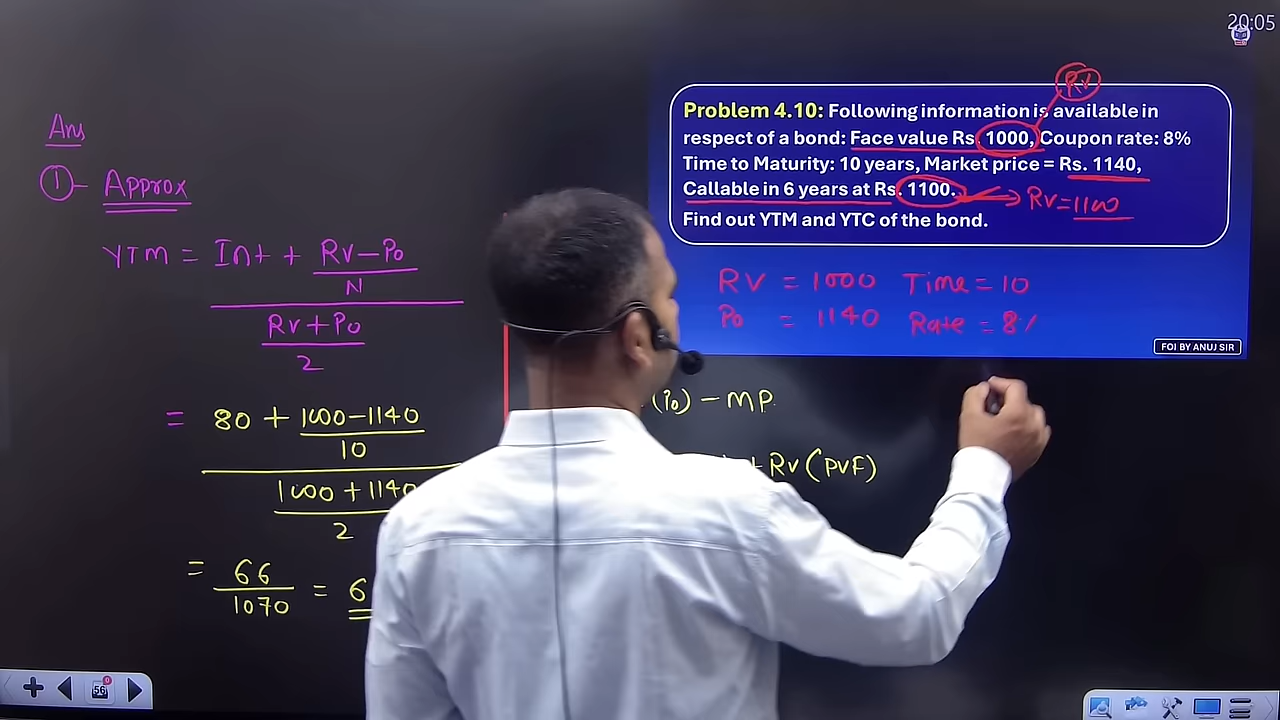 20:05
Rv
Problem 4.10: Following information is available in
respect of a bond: Face value Rs. 1000, Coupon rate: 8%
Time to Maturity: 10 years, Market price = Rs. 1140,
Callable in 6 years at Rs. 1100. Rv=1100
Find out YTM and YTC of the bond.
RV = 1000 Time = 10
Po = 1140 Rate = 8%
FOI BY ANUJ SIR
Ans
1 - Approx
YTM = Int + Rv-Po
N
Rv+Po
2
= 80 + 1000-1140
10
1000 + 1140
2
= 66
1070
= 6
(Po) - MP.
+ RV (PVF)
56